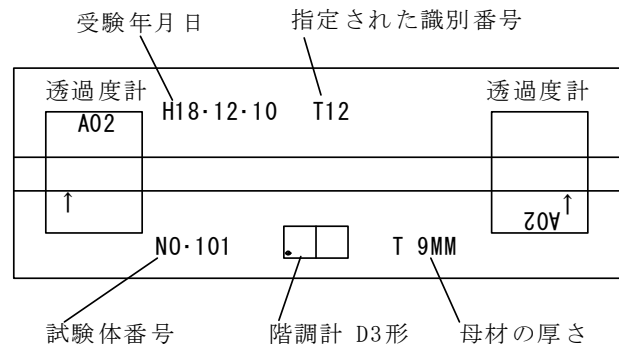 受験年月日 指定された識別番号
透過度計 透過度計
A02 H18·12·10 T12
↑ ↑
A02
NO·101 T 9MM
試験体番号 階調計 D3形 母材の厚さ